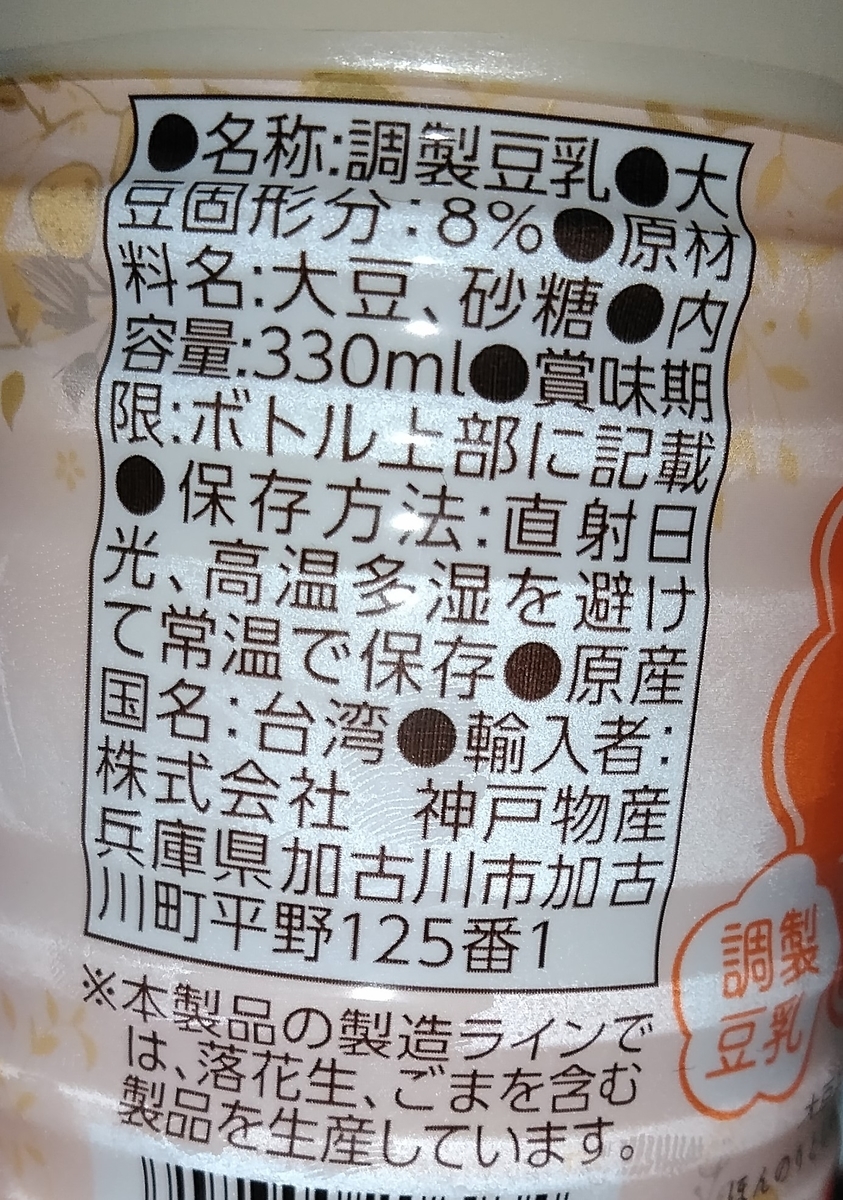 ●名称:調製豆乳●大
豆固形分:8%●原材
料名:大豆、砂糖●内
容量:330ml●賞味期
限:ボトル上部に記載
●保存方法:直射日
光、高温多湿を避け
て常温で保存●原産
国名:台湾●輸入者:
株式会社　神戸物産
兵庫県加古川市加古
川町平野125番1
※本製品の製造ラインで
は、落花生、ごまを含む
製品を生産しています。
調製
豆乳